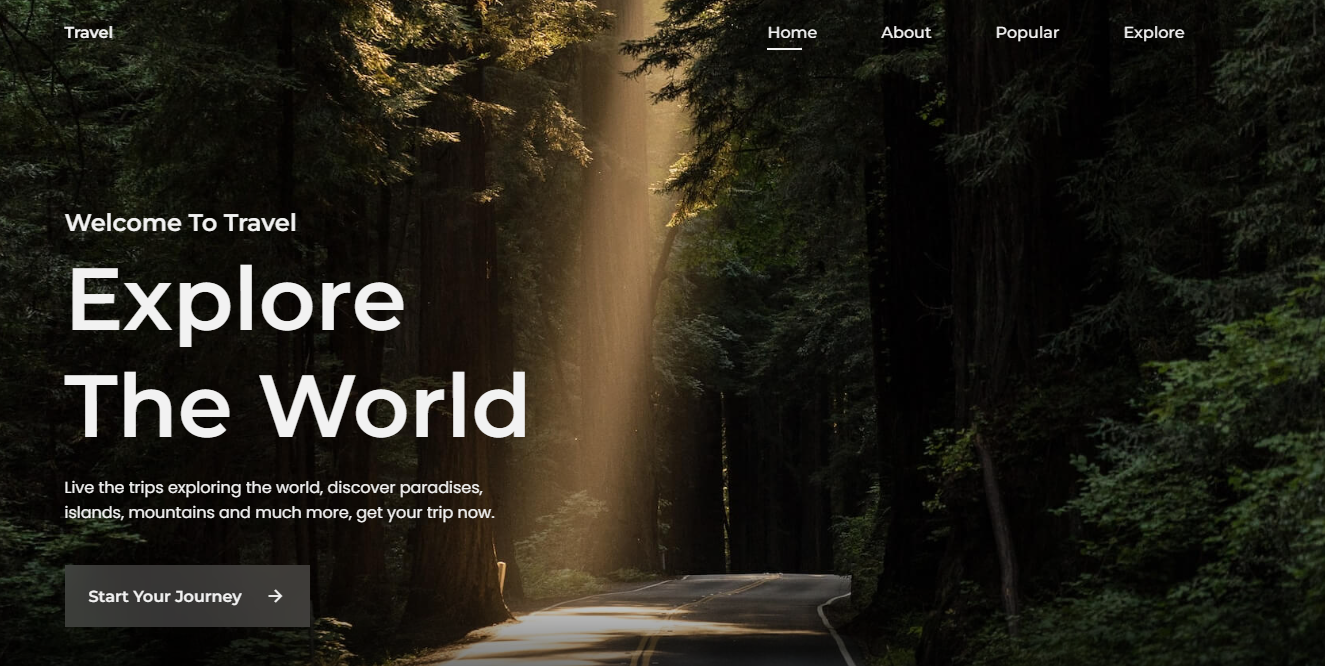 Travel
Home
About
Popular
Explore
Welcome To Travel
Explore
The World
Live the trips exploring the world, discover paradises,
islands, mountains and much more, get your trip now.
Start Your Journey →